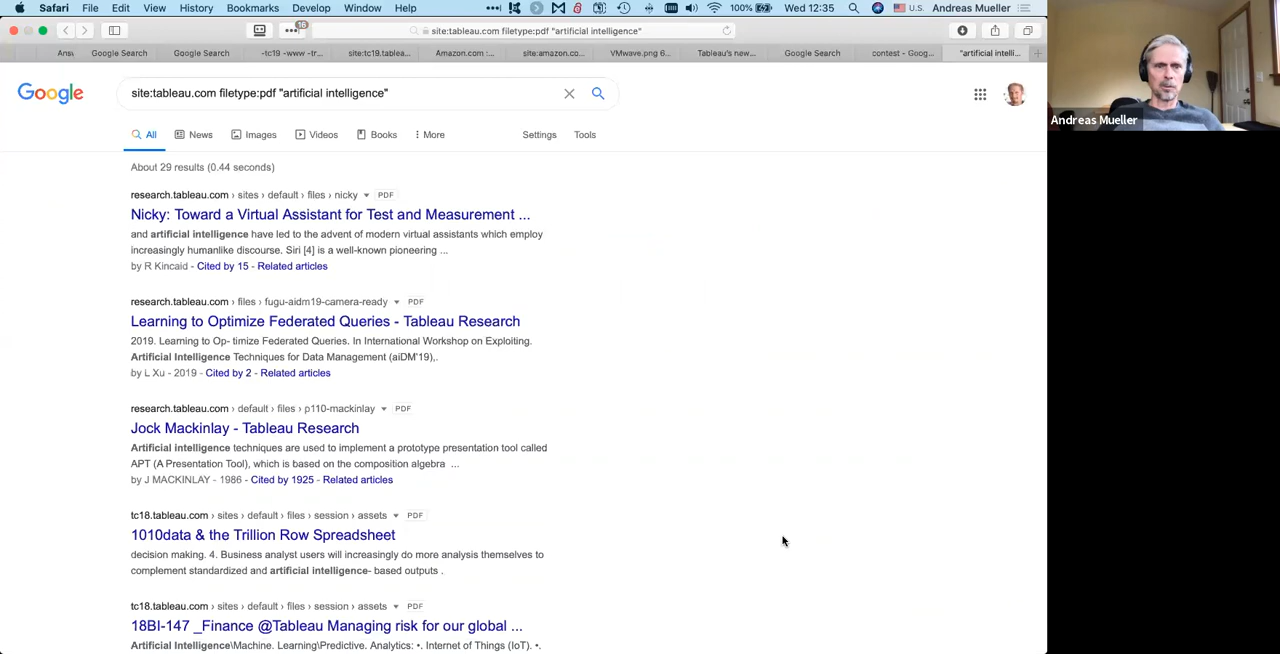 Safari File Edit View History Bookmarks Develop Window Help 100% U.S. Wed 12:35 Andreas Mueller
16
site:tableau.com filetype:pdf "artificial intelligence"
Ans Google Search Google Search -tc19 -www -tr... site:tc19.tablea... Amazon.com :... site:amazon.co... VMwave.png 6... Tableau's new... Google Search contest - Goog... "artificial intelli...
Google
site:tableau.com filetype:pdf "artificial intelligence"
All News Images Videos Books More Settings Tools
About 29 results (0.44 seconds)
research.tableau.com › sites › default › files › nicky PDF
Nicky: Toward a Virtual Assistant for Test and Measurement ...
and artificial intelligence have led to the advent of modern virtual assistants which employ
increasingly humanlike discourse. Siri [4] is a well-known pioneering ...
by R Kincaid - Cited by 15 - Related articles
research.tableau.com › files › fugu-aidm19-camera-ready PDF
Learning to Optimize Federated Queries - Tableau Research
2019. Learning to Op- timize Federated Queries. In International Workshop on Exploiting.
Artificial Intelligence Techniques for Data Management (aiDM'19),.
by L Xu - 2019 - Cited by 2 - Related articles
research.tableau.com › default › files › p110-mackinlay PDF
Jock Mackinlay - Tableau Research
Artificial intelligence techniques are used to implement a prototype presentation tool called
APT (A Presentation Tool), which is based on the composition algebra ...
by J MACKINLAY - 1986 - Cited by 1925 - Related articles
tc18.tableau.com › sites › default › files › session › assets PDF
1010data & the Trillion Row Spreadsheet
decision making. 4. Business analyst users will increasingly do more analysis themselves to
complement standardized and artificial intelligence- based outputs .
tc18.tableau.com › sites › default › files › session › assets PDF
18BI-147 _Finance @Tableau Managing risk for our global ...
Artificial Intelligence\Machine. Learning\Predictive. Analytics: •. Internet of Things (IoT). •.
Andreas Mueller